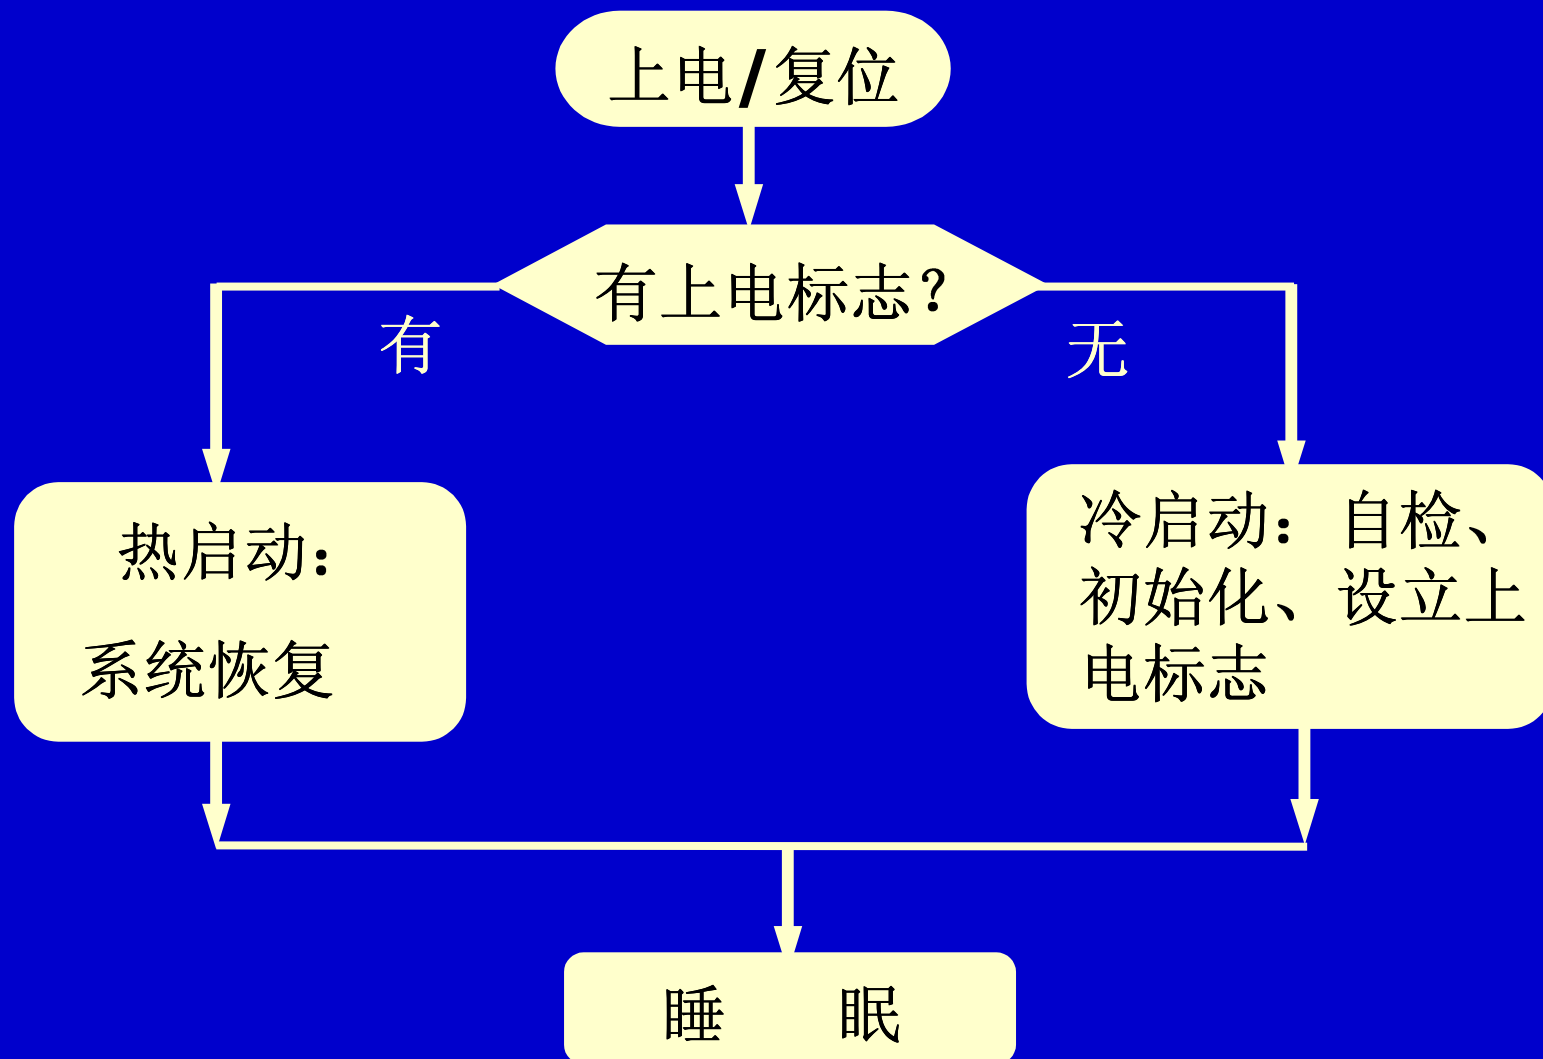 上电/复位
有上电标志?
有
无
热启动:
系统恢复
冷启动: 自检、
初始化、设立上
电标志
睡 眠